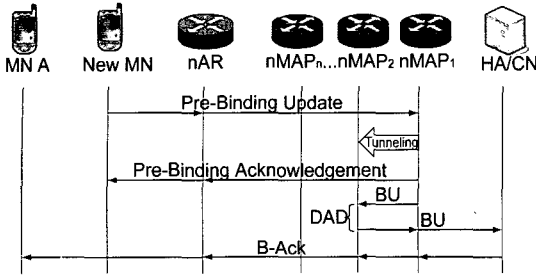 MN A New MN nAR nMAPn...nMAP2 nMAP1 HA/CN
Pre-Binding Update
Tunneling
Pre-Binding Acknowledgement
BU
DAD
BU
B-Ack